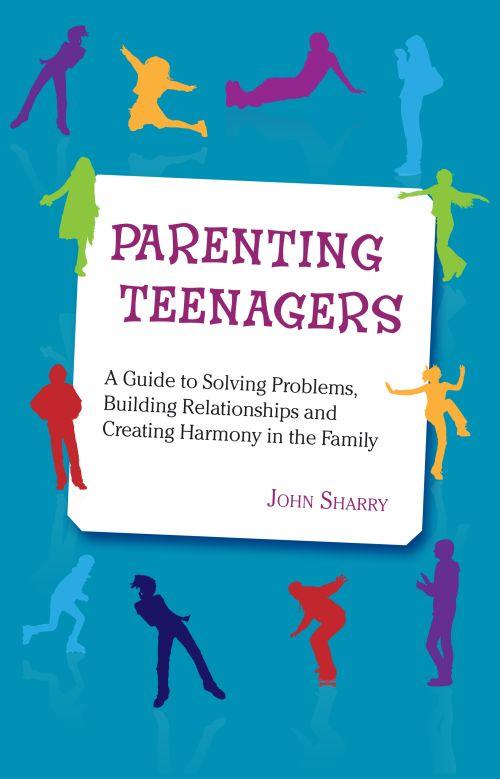 PARENTING
TEENAGERS
A Guide to Solving Problems,
Building Relationships and
Creating Harmony in the Family
JOHN SHARRY